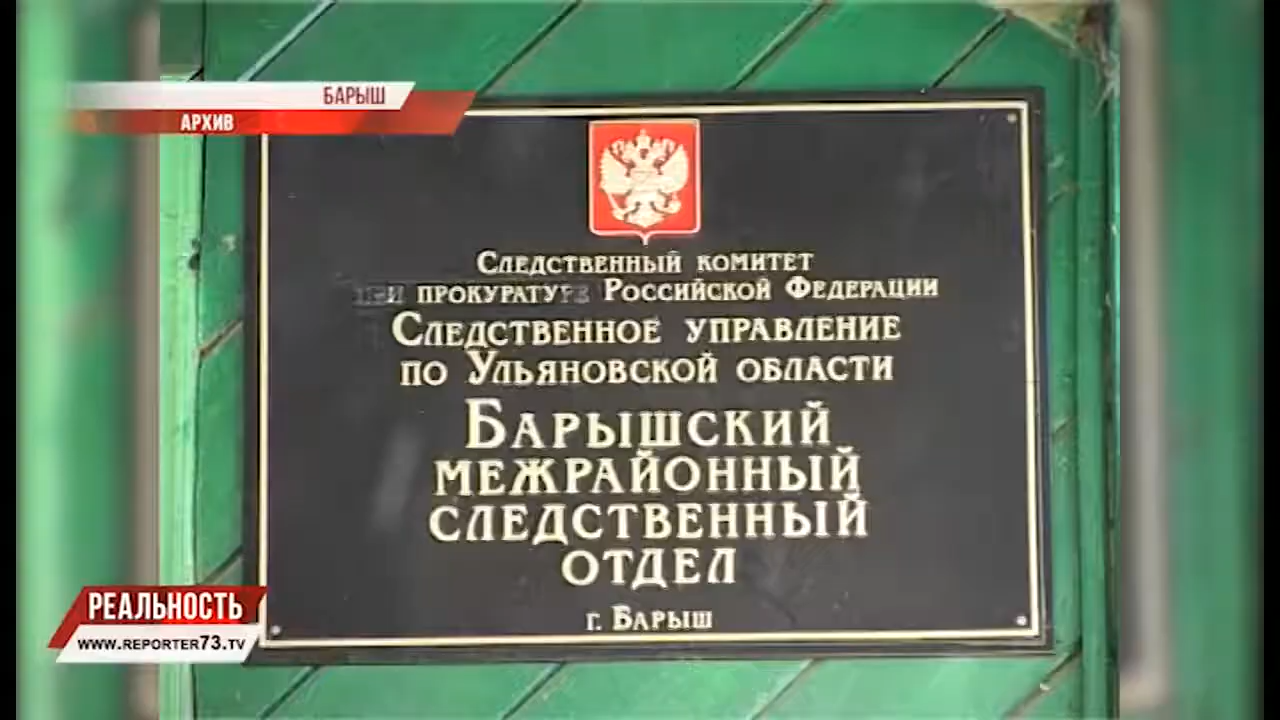 БАРЫШ
АРХИВ
Следственный комитет
при прокуратуре Российской Федерации
Следственное управление
по Ульяновской области
Барышский
межрайонный
следственный
отдел
г. Барыш
РЕАЛЬНОСТЬ
WWW.REPORTER73.TV